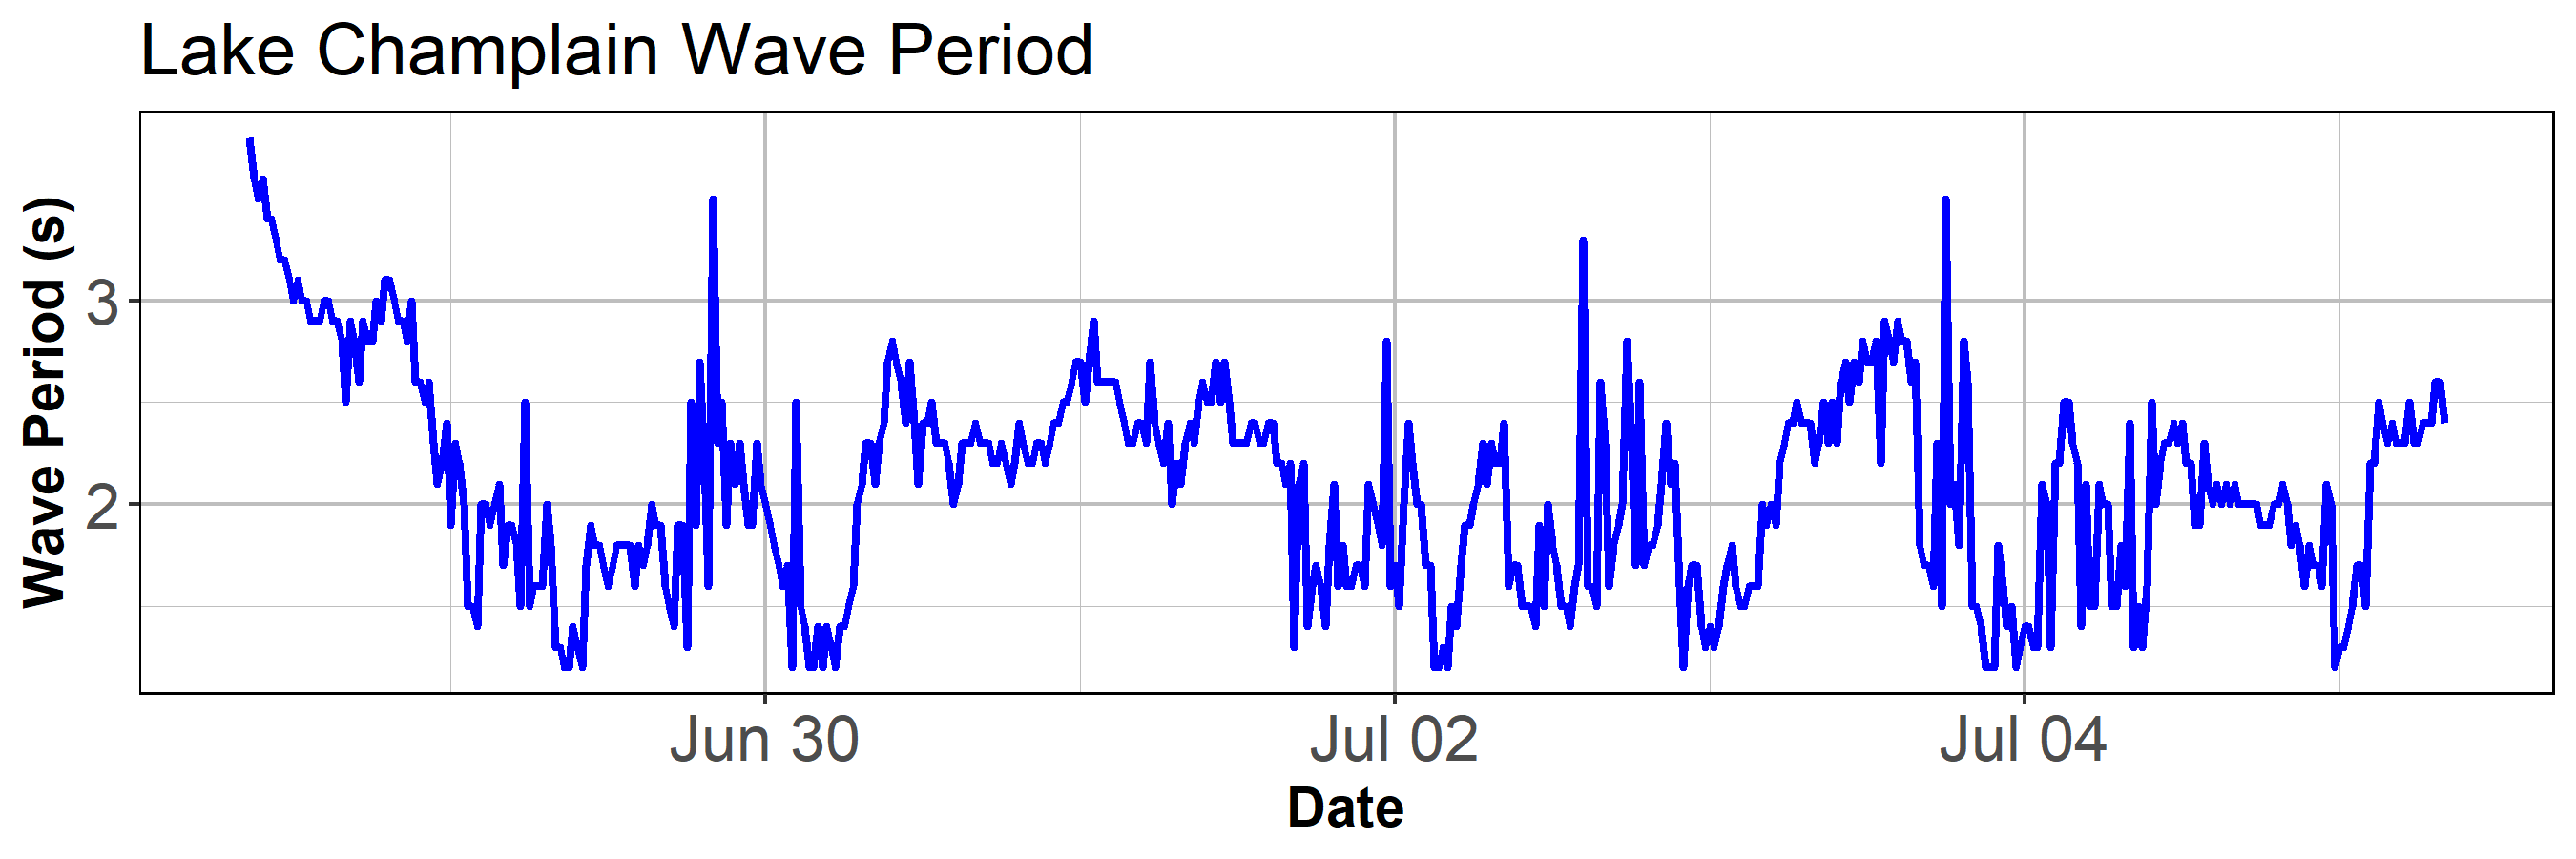 Lake Champlain Wave Period
Wave Period (s)
3
2
Jun 30
Jul 02
Jul 04
Date